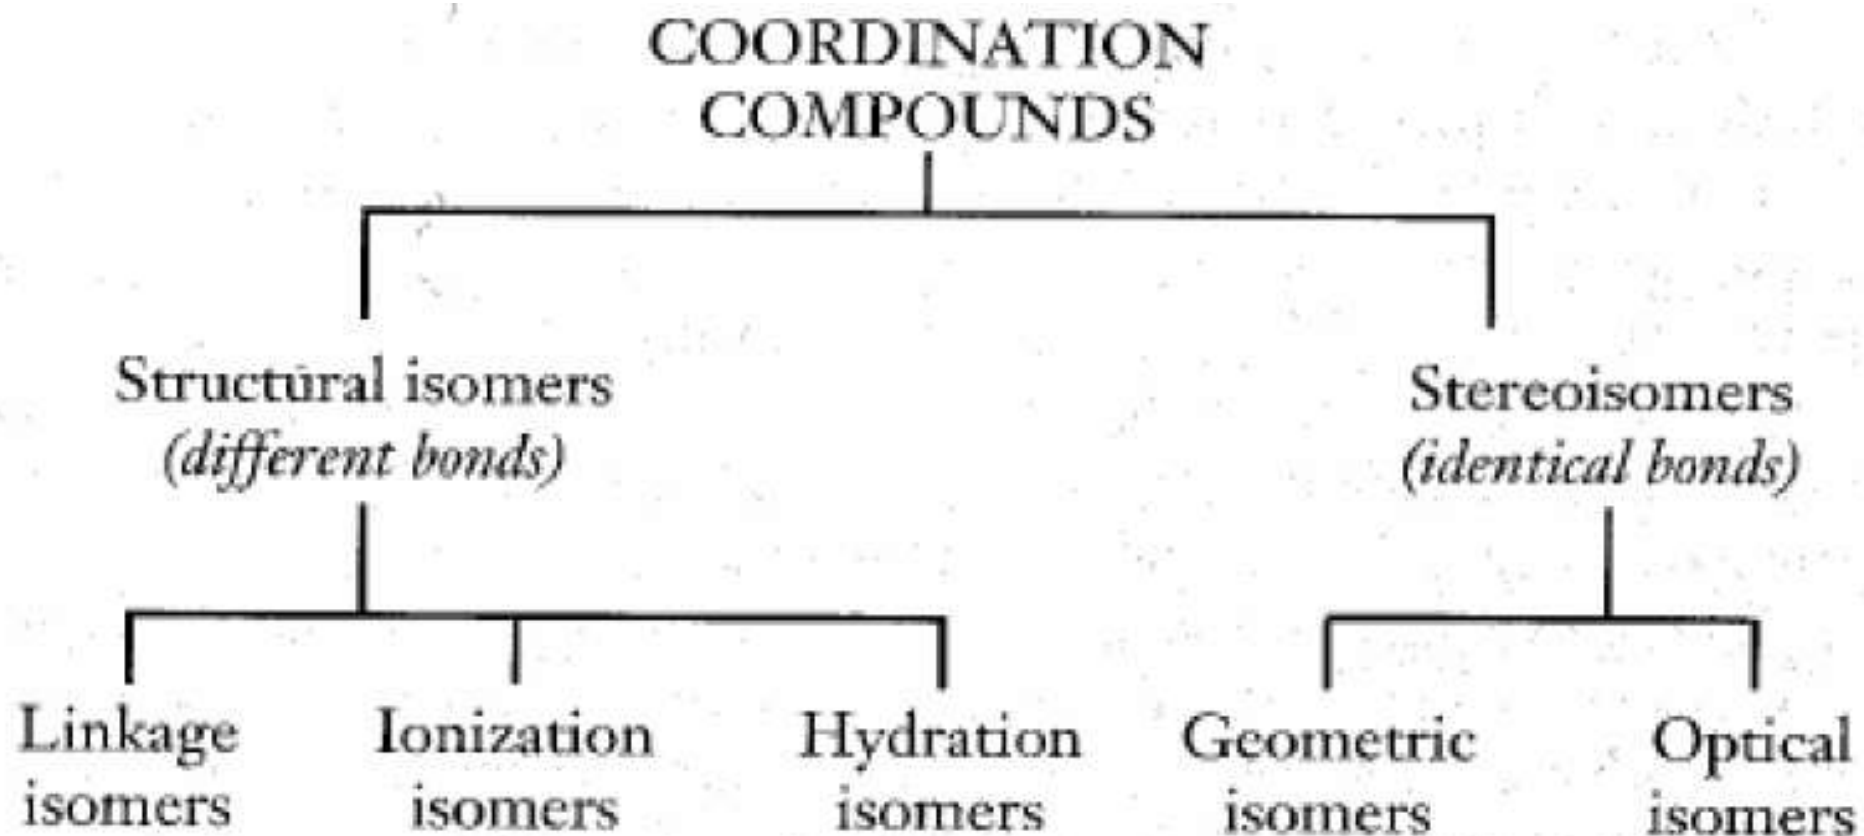 COORDINATION
COMPOUNDS
Structural isomers
(different bonds)
Stereoisomers
(identical bonds)
Linkage
isomers
Ionization
isomers
Hydration
isomers
Geometric
isomers
Optical
isomers